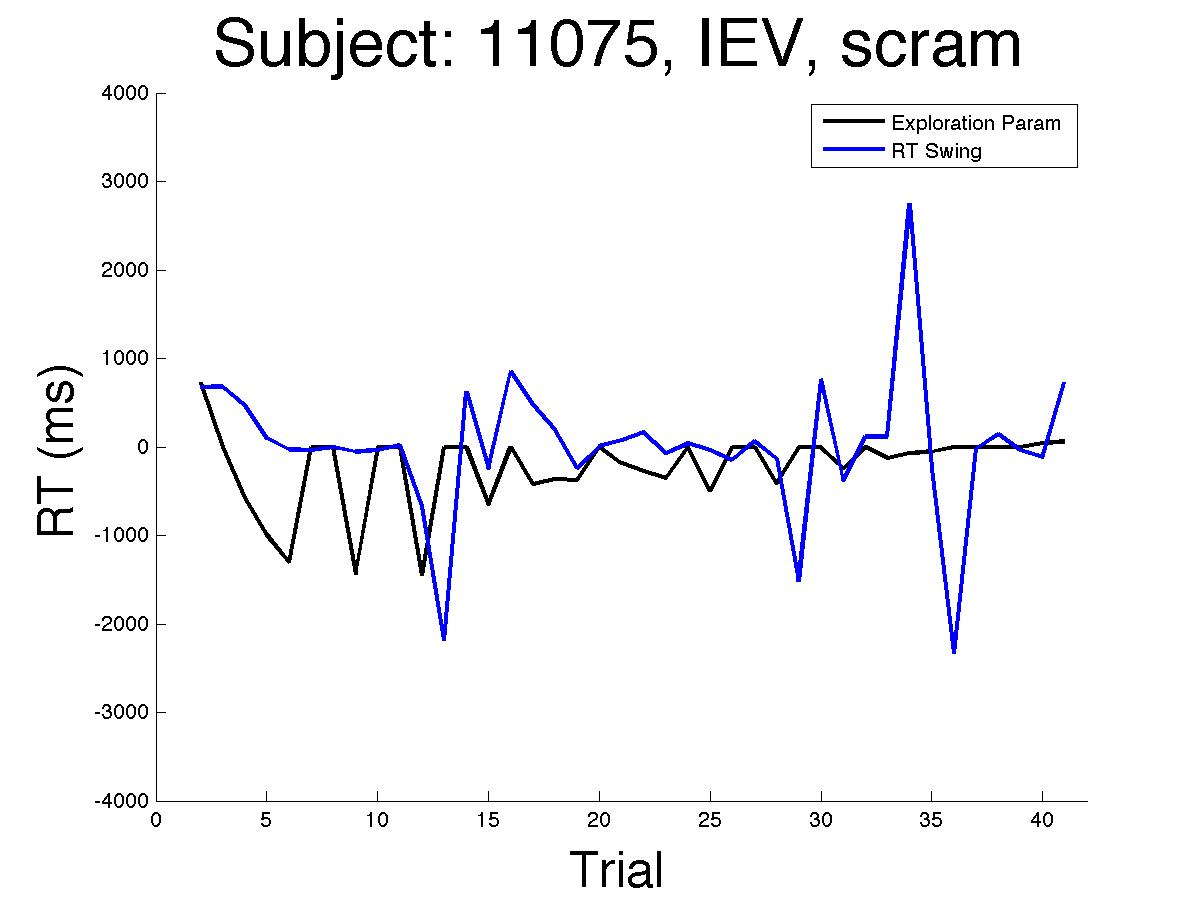 Subject: 11075, IEV, scram
Exploration Param
RT Swing
4000
3000
2000
1000
0
-1000
-2000
-3000
-4000
RT (ms)
0 5 10 15 20 25 30 35 40
Trial